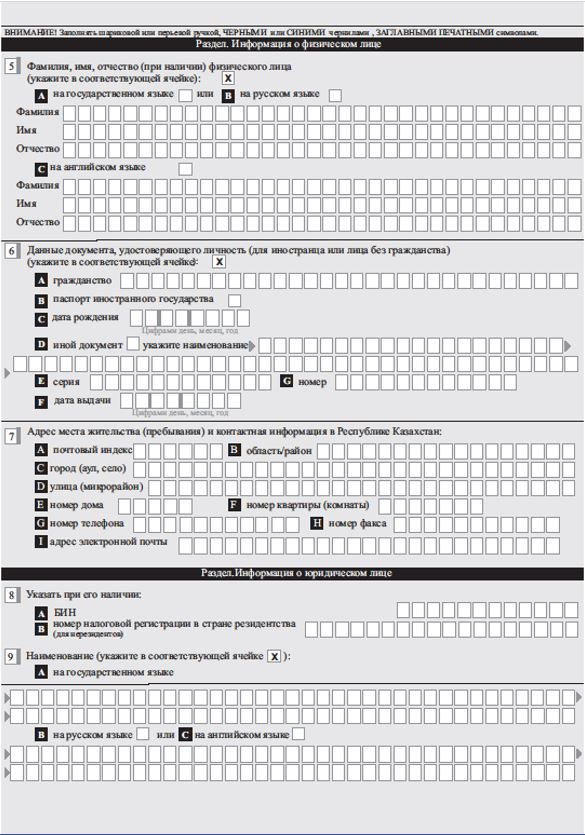 ВНИМАНИЕ! Заполнять шариковой или перьевой ручкой, ЧЕРНЫМИ или СИНИМИ чернилами , ЗАГЛАВНЫМИ ПЕЧАТНЫМИ символами.
Раздел. Информация о физическом лице
5 Фамилия, имя, отчество (при наличии) физического лица
(укажите в соответствующей ячейке): X
A на государственном языке или B на русском языке
Фамилия
Имя
Отчество
C на английском языке
Фамилия
Имя
Отчество
6 Данные документа, удостоверяющего личность (для иностранца или лица без гражданства)
(укажите в соответствующей ячейке): X
A гражданство
B паспорт иностранного государства
C дата рождения
Цифрами день, месяц, год
D иной документ укажите наименование
E серия G номер
F дата выдачи
Цифрами день, месяц, год
7 Адрес места жительства (пребывания) и контактная информация в Республике Казахстан:
A почтовый индекс B область/район
C город (аул, село)
D улица (микрорайон)
E номер дома F номер квартиры (комнаты)
G номер телефона H номер факса
I адрес электронной почты
Раздел.Информация о юридическом лице
8 Указать при его наличии:
A БИН
B номер налоговой регистрации в стране резидентства
(для нерезидентов)
9 Наименование (укажите в соответствующей ячейке X ):
A на государственном языке
B на русском языке или C на английском языке